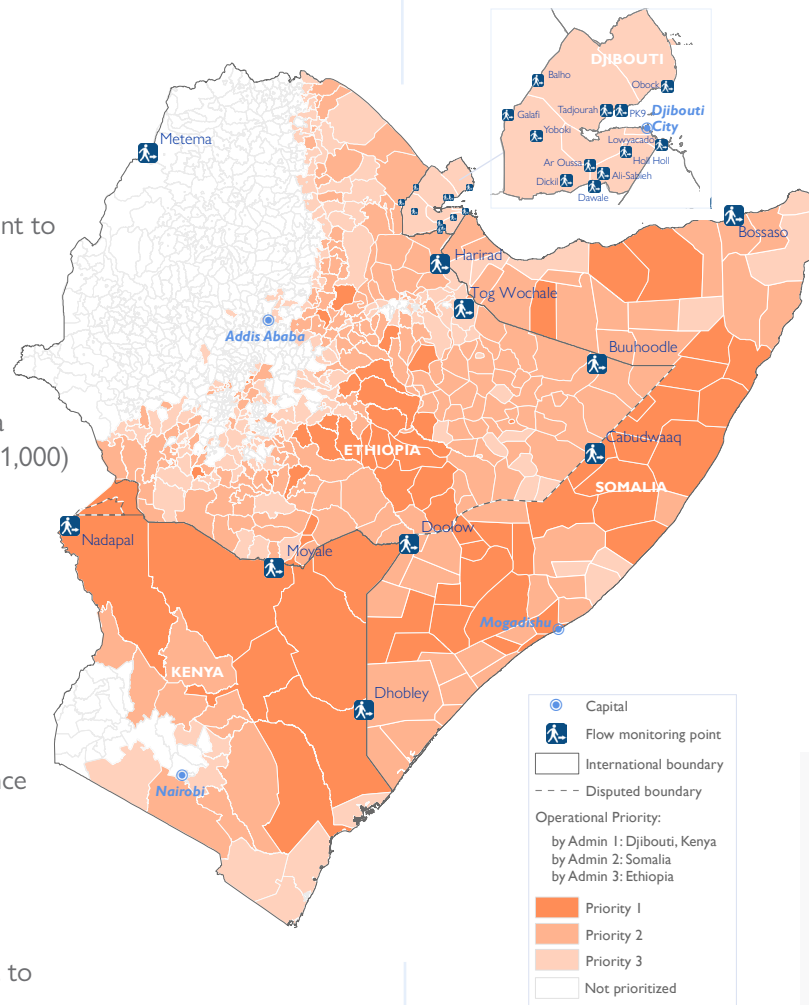 DJIBOUTI
Balho
Obock
Tadjourah
PK9
Djibouti
City
Galafi
Yoboki
Lowyacado
Holl Holl
Ar Oussa
Ali-Sabieh
Dickil
Dawale
Metema
nt to
Bossaso
Harirad
Tog Wochale
Addis Ababa
Buuhoodle
a
1,000)
Cabudwaaq
ETHIOPIA
SOMALIA
Doolow
Nadapal
Moyale
Mogadishu
KENYA
Dhobley
nce
Nairobi
to
Capital
Flow monitoring point
International boundary
Disputed boundary
Operational Priority:
by Admin 1: Djibouti, Kenya
by Admin 2: Somalia
by Admin 3: Ethiopia
Priority 1
Priority 2
Priority 3
Not prioritized